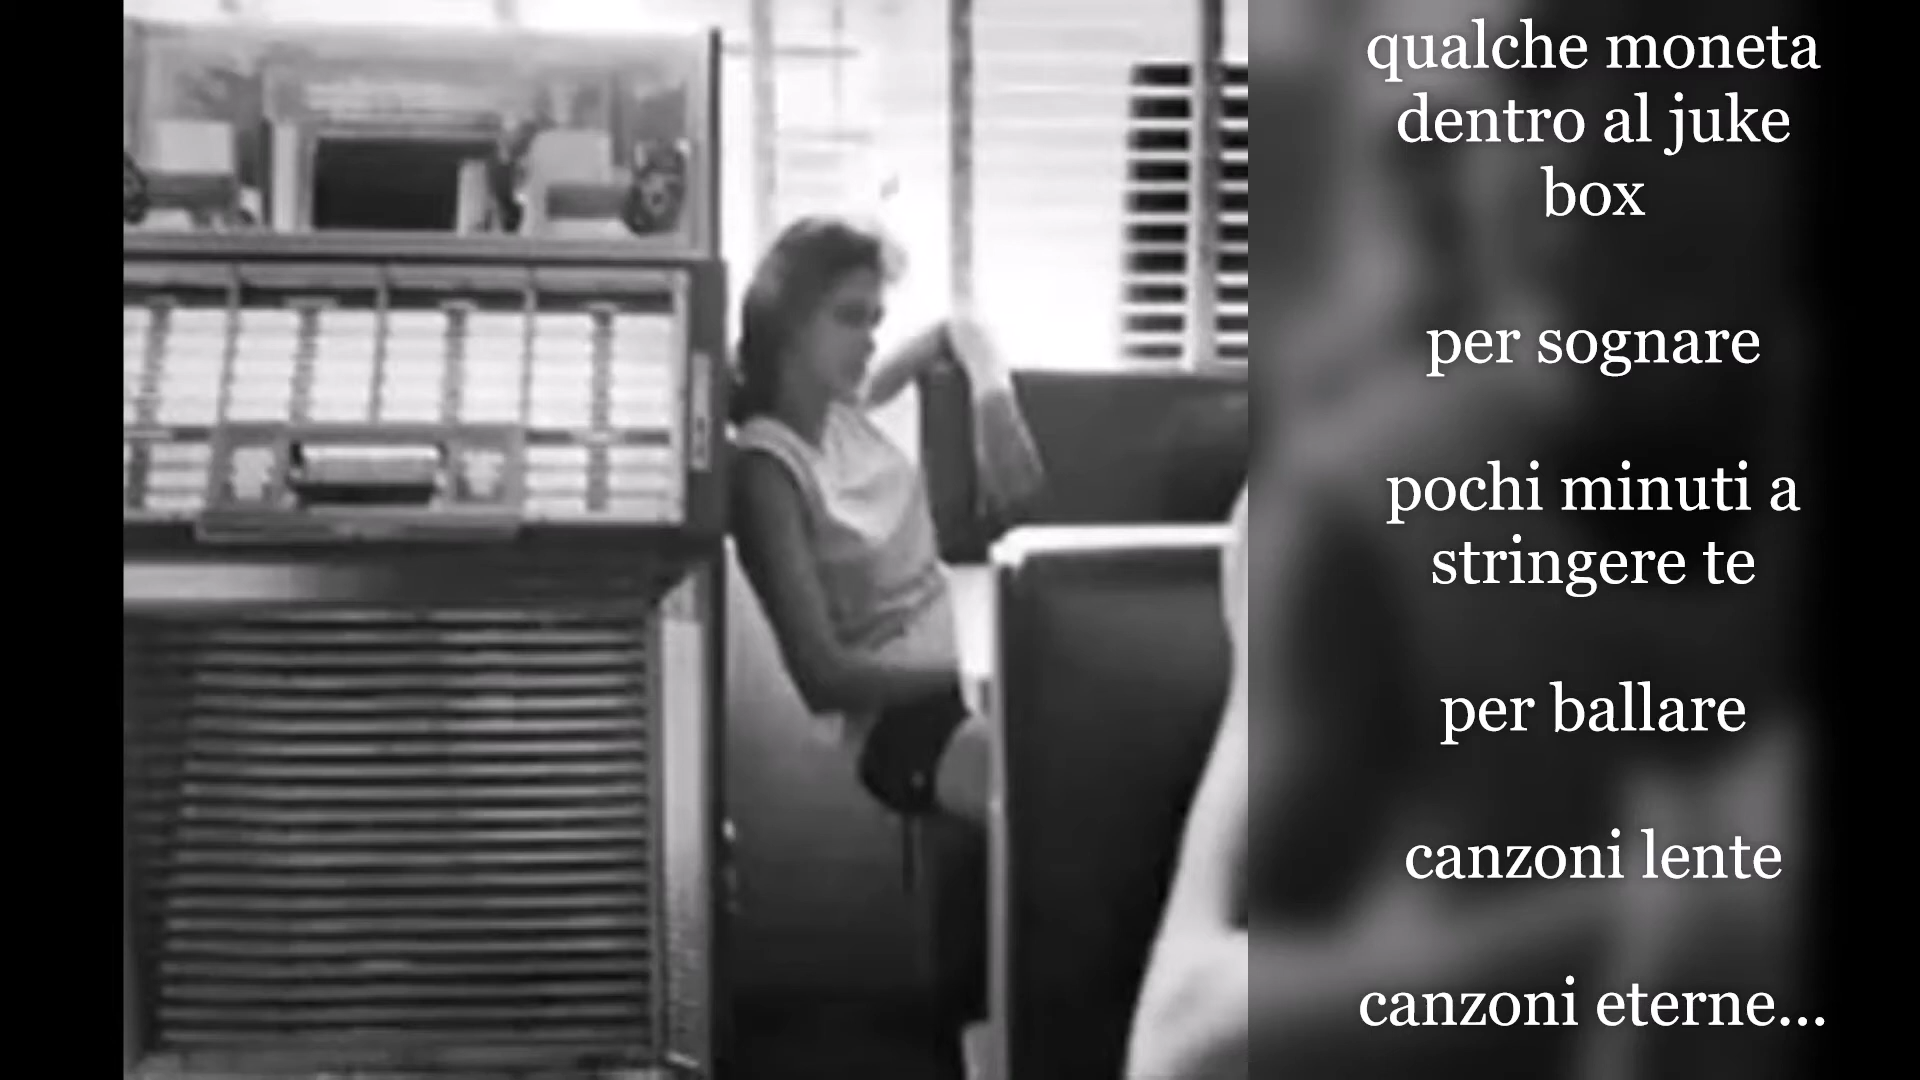 qualche moneta
dentro al juke
box
per sognare
pochi minuti a
stringere te
per ballare
canzoni lente
canzoni eterne...